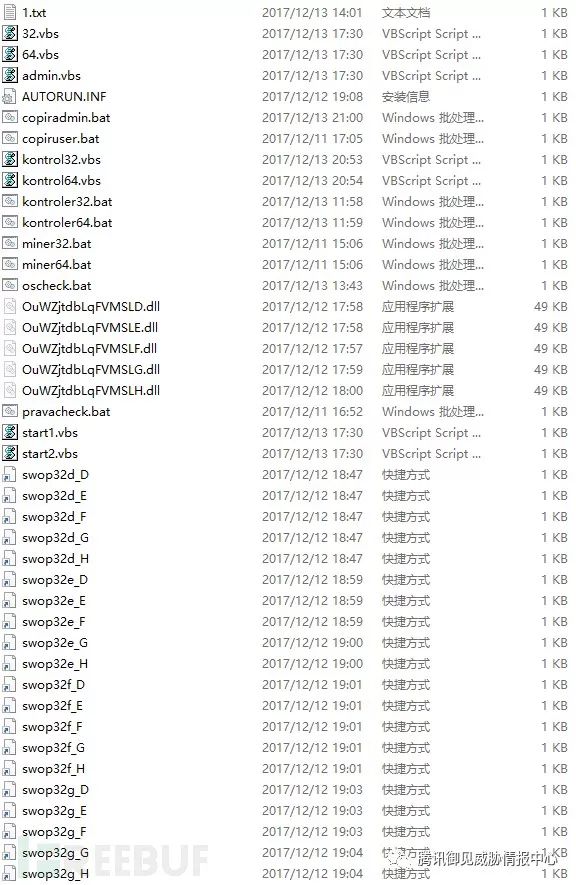 1.txt 2017/12/13 14:01 文本文档 1 KB
32.vbs 2017/12/13 17:30 VBScript Script ... 1 KB
64.vbs 2017/12/13 17:30 VBScript Script ... 1 KB
admin.vbs 2017/12/13 17:30 VBScript Script ... 1 KB
AUTORUN.INF 2017/12/12 19:08 安装信息 1 KB
copiradmin.bat 2017/12/13 21:00 Windows 批处理... 1 KB
copiruser.bat 2017/12/11 17:05 Windows 批处理... 1 KB
kontrol32.vbs 2017/12/13 20:53 VBScript Script ... 1 KB
kontrol64.vbs 2017/12/13 20:54 VBScript Script ... 1 KB
kontroler32.bat 2017/12/13 11:58 Windows 批处理... 1 KB
kontroler64.bat 2017/12/13 11:59 Windows 批处理... 1 KB
miner32.bat 2017/12/11 15:06 Windows 批处理... 1 KB
miner64.bat 2017/12/11 15:06 Windows 批处理... 1 KB
oscheck.bat 2017/12/13 13:43 Windows 批处理... 1 KB
OuWZjtdbLqFVMSLD.dll 2017/12/12 17:58 应用程序扩展 49 KB
OuWZjtdbLqFVMSLE.dll 2017/12/12 17:58 应用程序扩展 49 KB
OuWZjtdbLqFVMSLF.dll 2017/12/12 17:57 应用程序扩展 49 KB
OuWZjtdbLqFVMSLG.dll 2017/12/12 17:59 应用程序扩展 49 KB
OuWZjtdbLqFVMSLH.dll 2017/12/12 18:00 应用程序扩展 49 KB
pravacheck.bat 2017/12/11 16:52 Windows 批处理... 1 KB
start1.vbs 2017/12/13 17:30 VBScript Script ... 1 KB
start2.vbs 2017/12/13 17:30 VBScript Script ... 1 KB
swop32d_D 2017/12/12 18:47 快捷方式 1 KB
swop32d_E 2017/12/12 18:47 快捷方式 1 KB
swop32d_F 2017/12/12 18:47 快捷方式 1 KB
swop32d_G 2017/12/12 18:47 快捷方式 1 KB
swop32d_H 2017/12/12 18:47 快捷方式 1 KB
swop32e_D 2017/12/12 18:59 快捷方式 1 KB
swop32e_E 2017/12/12 18:59 快捷方式 1 KB
swop32e_F 2017/12/12 18:59 快捷方式 1 KB
swop32e_G 2017/12/12 19:00 快捷方式 1 KB
swop32e_H 2017/12/12 19:00 快捷方式 1 KB
swop32f_D 2017/12/12 19:01 快捷方式 1 KB
swop32f_E 2017/12/12 19:01 快捷方式 1 KB
swop32f_F 2017/12/12 19:01 快捷方式 1 KB
swop32f_G 2017/12/12 19:01 快捷方式 1 KB
swop32f_H 2017/12/12 19:01 快捷方式 1 KB
swop32g_D 2017/12/12 19:03 快捷方式 1 KB
swop32g_E 2017/12/12 19:03 快捷方式 1 KB
swop32g_F 2017/12/12 19:03 快捷方式 1 KB
swop32g_G 2017/12/12 19:04 快捷方式 1 KB
swop32g_H 2017/12/12 19:04 快捷方式 1 KB
FREEBUF
腾讯御见威胁情报中心